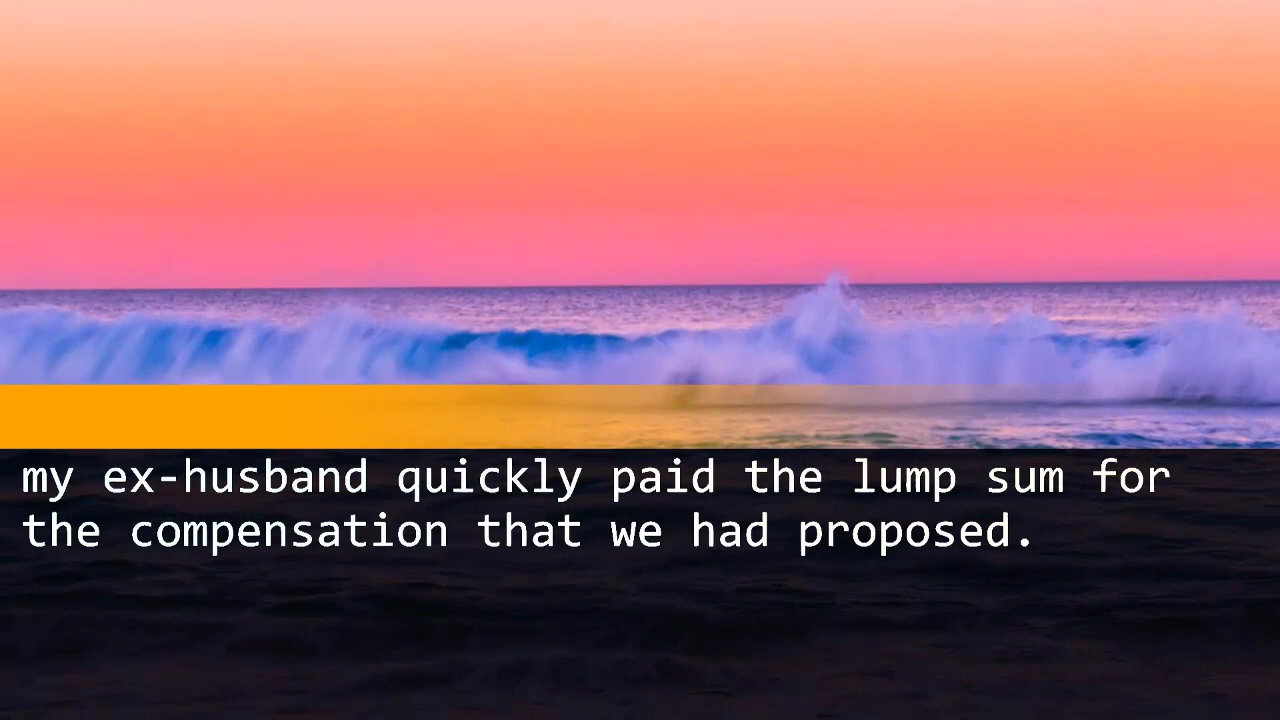 my ex-husband quickly paid the lump sum for
the compensation that we had proposed.